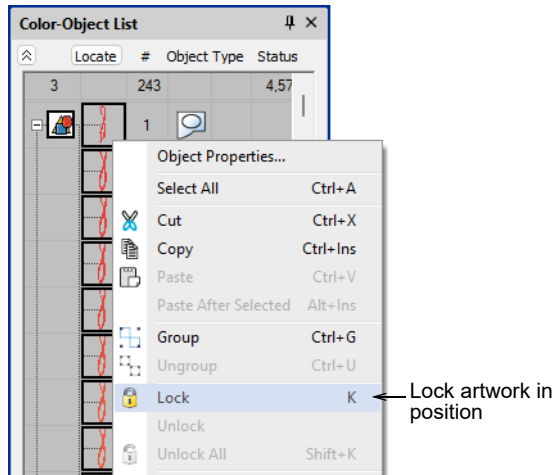 Color-Object List
Locate # Object Type Status
3 243 4,57
1
Object Properties...
Select All Ctrl+A
Cut Ctrl+X
Copy Ctrl+Ins
Paste Ctrl+V
Paste After Selected Alt+Ins
Group Ctrl+G
Ungroup Ctrl+U
Lock K
Lock artwork in
position
Unlock
Unlock All Shift+K